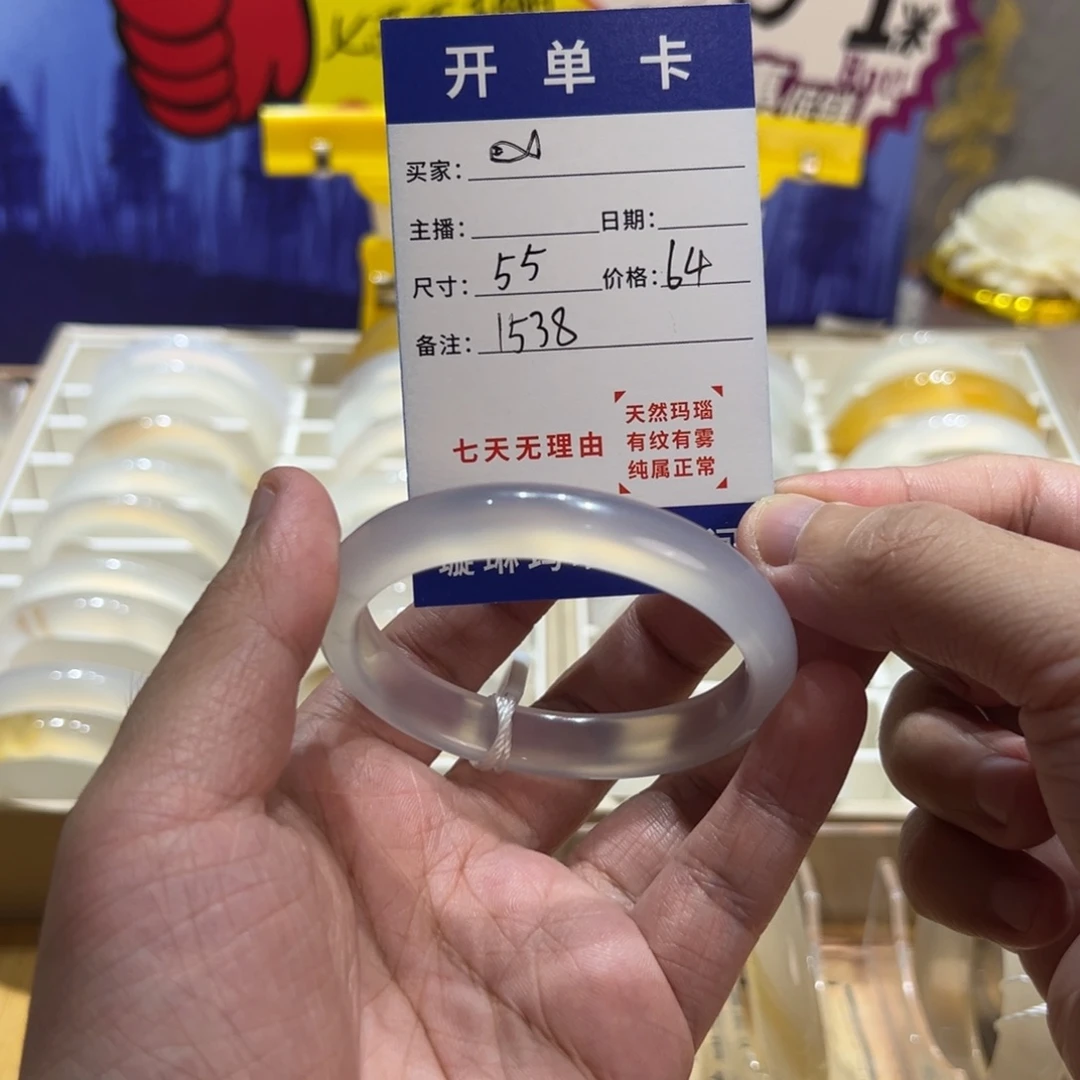 开单卡
买家：
主播： 日期：
尺寸：55 价格：64
备注：1538
七天无理由
天然玛瑙
有纹有雾
纯属正常